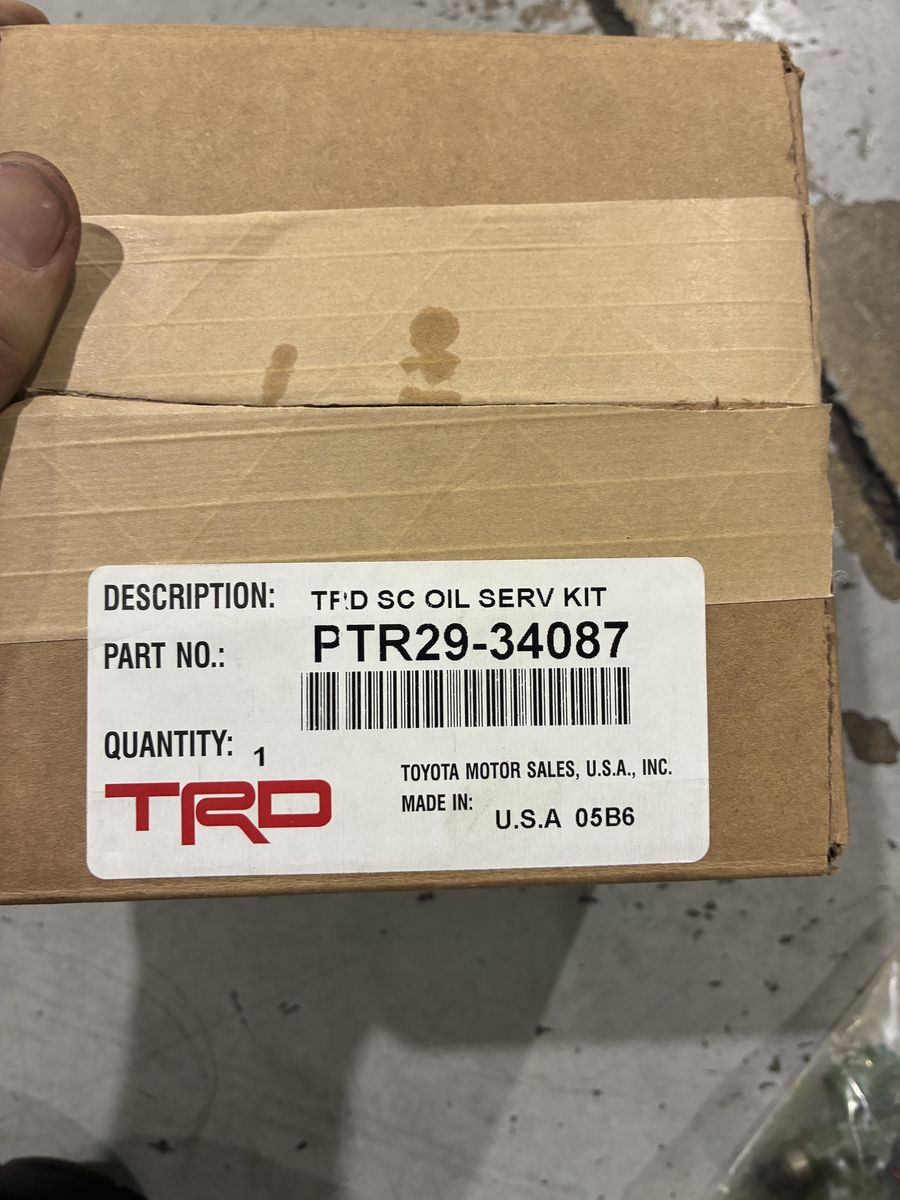 DESCRIPTION: TRD SC OIL SERV KIT
PART NO.: PTR29-34087
QUANTITY: 1
TRD
TOYOTA MOTOR SALES, U.S.A., INC.
MADE IN: U.S.A 05B6